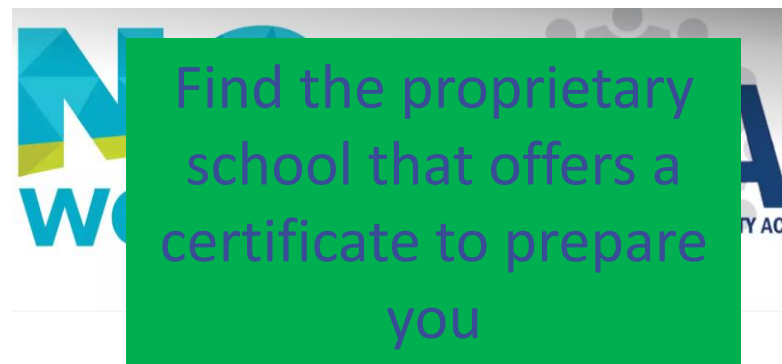 Find the proprietary
school that offers a
certificate to prepare
you